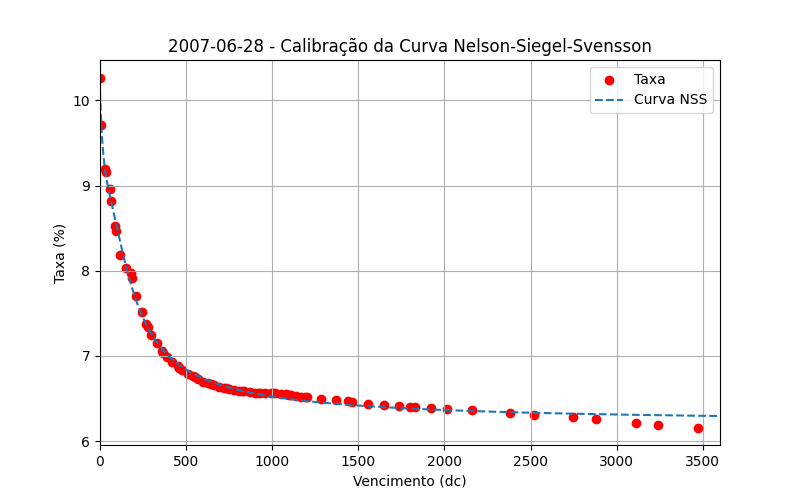 2007-06-28 - Calibração da Curva Nelson-Siegel-Svensson
Taxa
Curva NSS
Taxa (%)
10
9
8
7
6
0 500 1000 1500 2000 2500 3000 3500
Vencimento (dc)